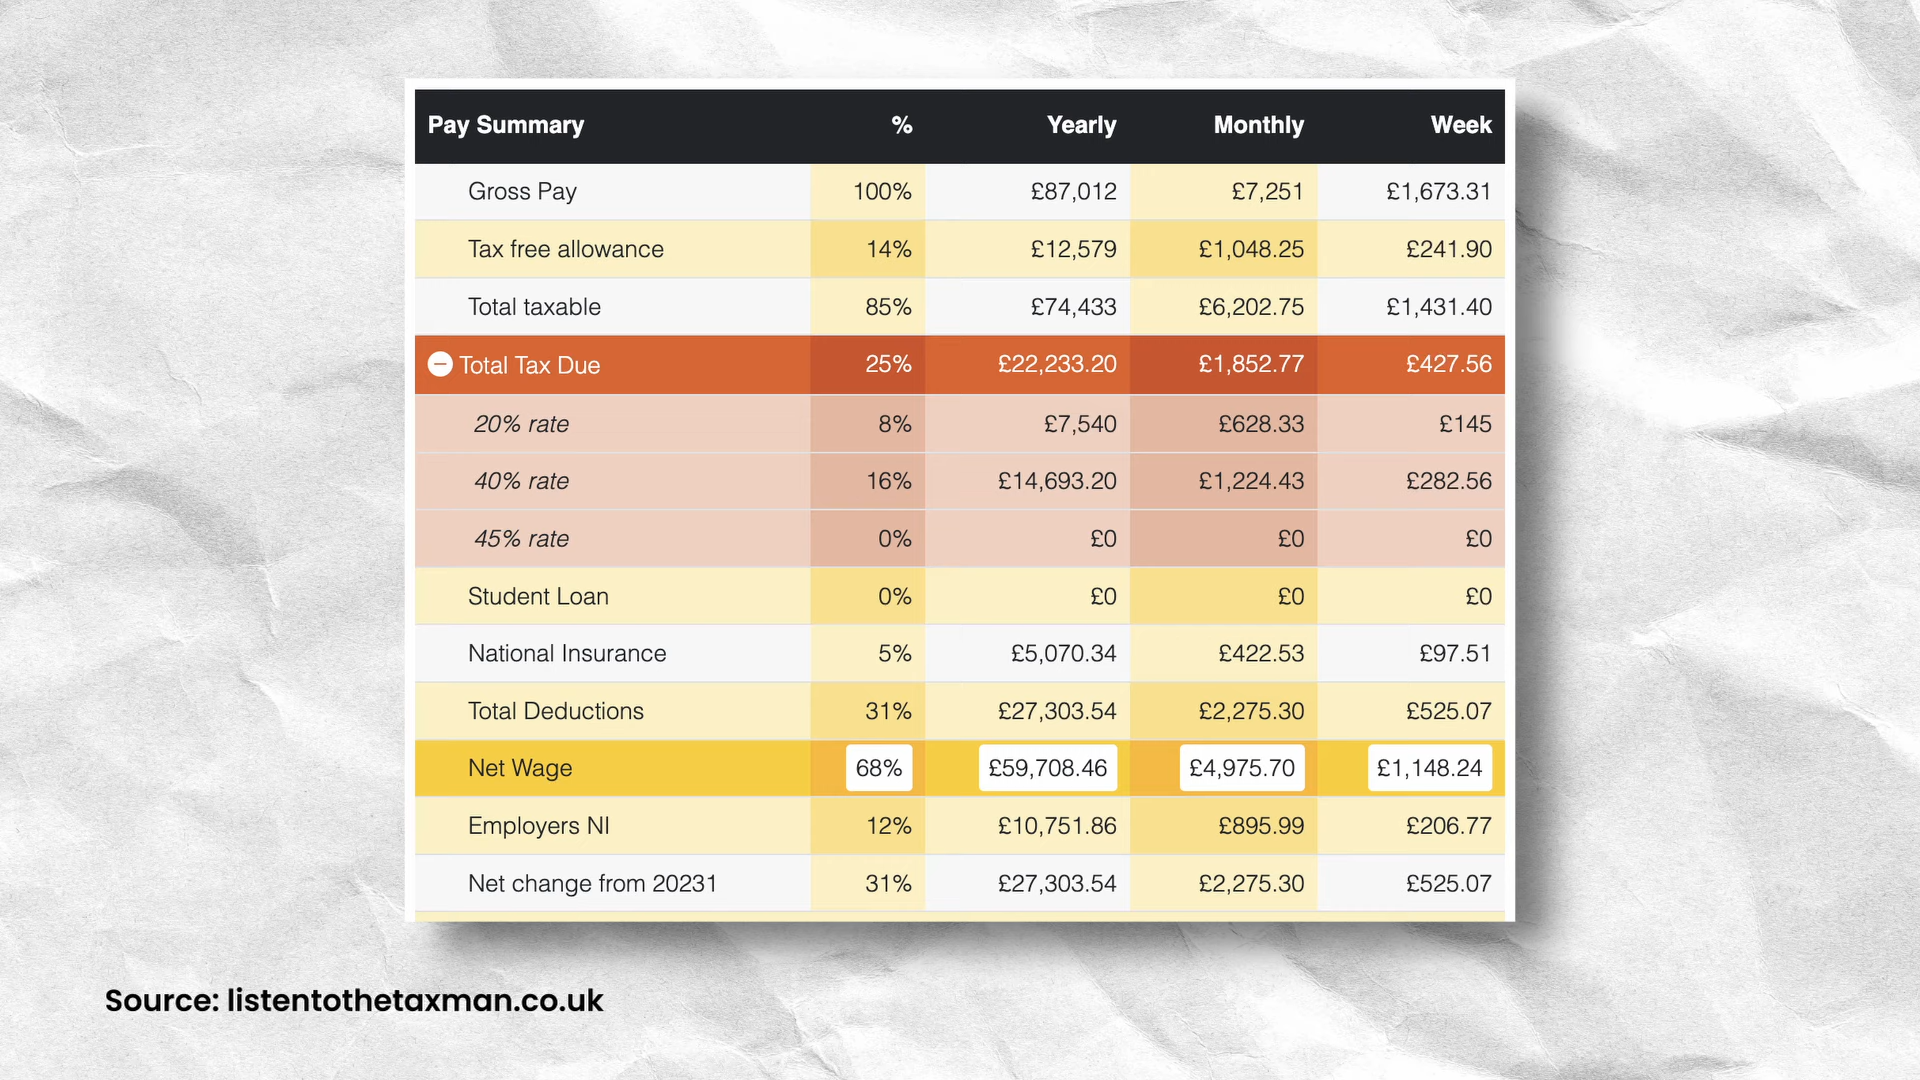 Pay Summary % Yearly Monthly Week
Gross Pay 100% £87,012 £7,251 £1,673.31
Tax free allowance 14% £12,579 £1,048.25 £241.90
Total taxable 85% £74,433 £6,202.75 £1,431.40
Total Tax Due 25% £22,233.20 £1,852.77 £427.56
20% rate 8% £7,540 £628.33 £145
40% rate 16% £14,693.20 £1,224.43 £282.56
45% rate 0% £0 £0 £0
Student Loan 0% £0 £0 £0
National Insurance 5% £5,070.34 £422.53 £97.51
Total Deductions 31% £27,303.54 £2,275.30 £525.07
Net Wage 68% £59,708.46 £4,975.70 £1,148.24
Employers NI 12% £10,751.86 £895.99 £206.77
Net change from 20231 31% £27,303.54 £2,275.30 £525.07
Source: listentothetaxman.co.uk